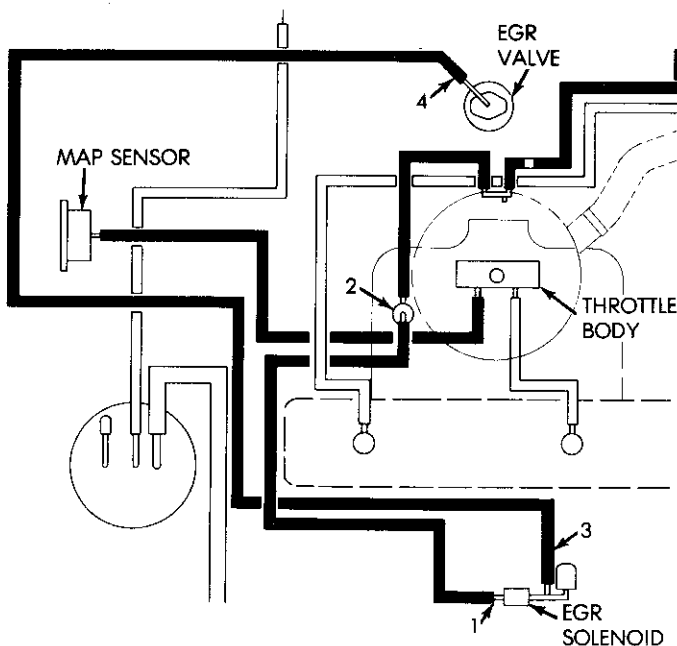 EGR
VALVE
4
MAP SENSOR
2
THROTTLE
BODY
3
1
EGR
SOLENOID